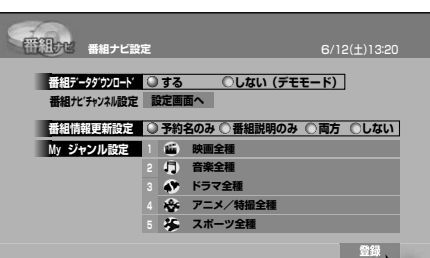 番組ナビ 番組ナビ設定 6/12(土)13:20
番組ﾃﾞｰﾀﾀﾞｳﾝﾛｰﾄﾞ する しない(デモモード)
番組ﾅﾋﾞﾁｬﾝﾈﾙ設定 設定画面へ
番組情報更新設定 予約名のみ 番組説明のみ 両方 しない
My ジャンル設定 1 映画全種
2 音楽全種
3 ドラマ全種
4 アニメ／特撮全種
5 スポーツ全種
登録